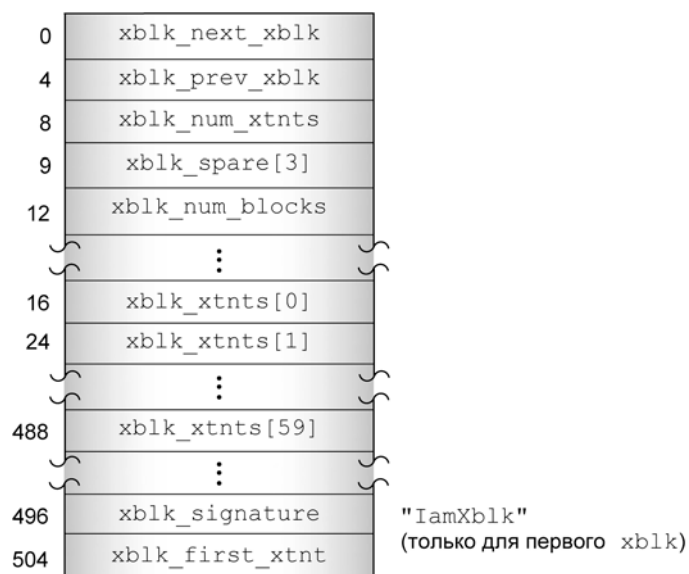 0 xblk_next_xblk
4 xblk_prev_xblk
8 xblk_num_xtnts
9 xblk_spare[3]
12 xblk_num_blocks
16 xblk_xtnts[0]
24 xblk_xtnts[1]
488 xblk_xtnts[59]
496 xblk_signature "IamXblk"
(только для первого xblk)
504 xblk_first_xtnt